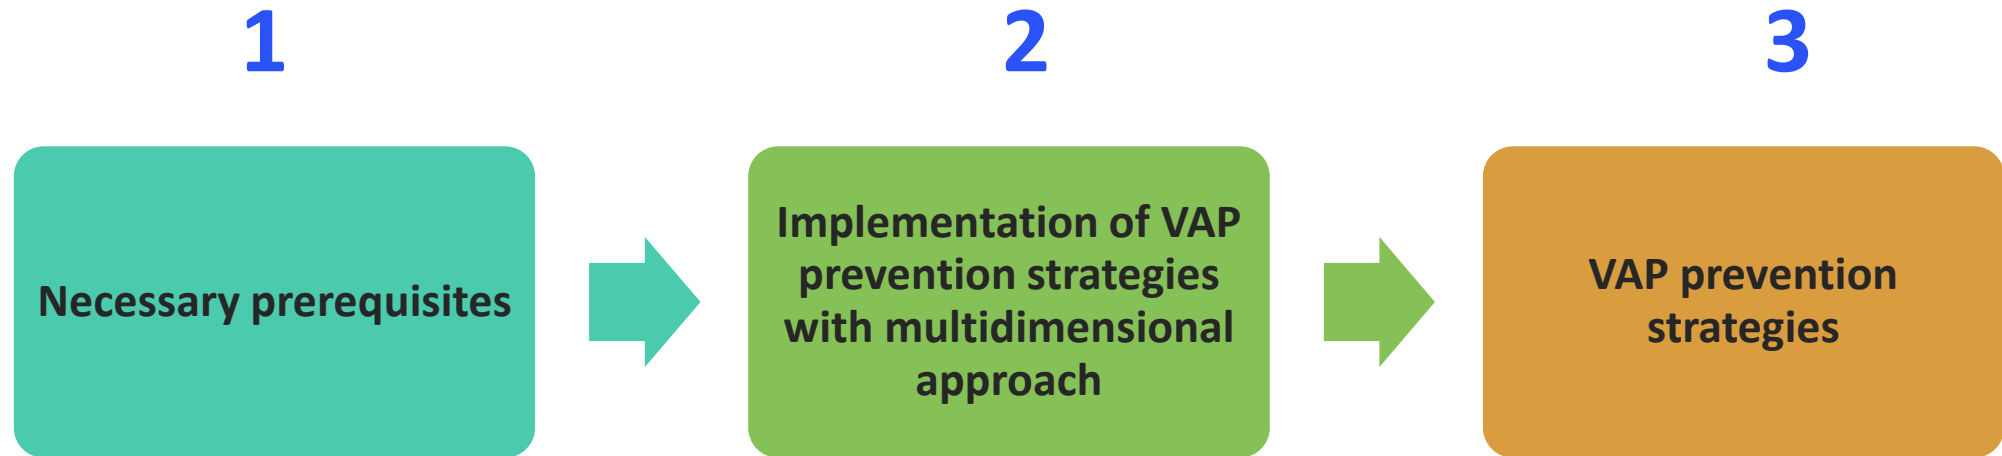 1
2
3
Necessary prerequisites
Implementation of VAP
prevention strategies
with multidimensional
approach
VAP prevention
strategies